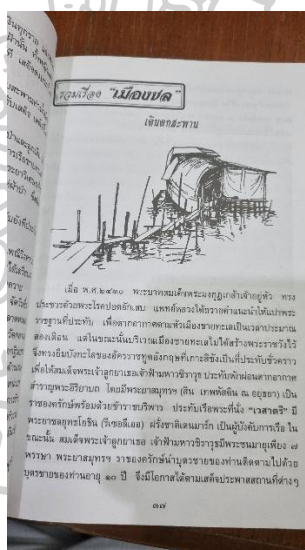 รวมเรื่อง "เมืองชล"
เดินตกสะพาน
เมื่อ พ.ศ.๒๔๓๐ พระบาทสมเด็จพระมงกุฎเกล้าเจ้าอยู่หัว ทรง
ประชวรด้วยพระโรคปอดอักเสบ แพทย์หลวงได้ถวายคำแนะนำให้แปรพระ
ราชฐานที่ประทับ เพื่อตากอากาศตามหัวเมืองชายทะเลเป็นเวลาประมาณ
สองเดือน แต่ในขณะนั้นบริเวณเมืองชายทะเลไม่ได้สร้างพระราชวังไว้
จึงทรงยืมบังกะโลของอัครราชทูตอังกฤษที่เกาะสีชังเป็นที่ประทับชั่วคราว
เพื่อให้สมเด็จพระเจ้าลูกยาเธอเจ้าฟ้ามหาวชิราวุธ ประทับพักผ่อนตากอากาศ
สำราญพระอิริยาบถ โดยมีพระยาสมุทรฯ (สิน เทพหัสดิน ณ อยุธยา) เป็น
ราชองครักษ์พร้อมด้วยข้าราชบริพาร ประทับเรือพระที่นั่ง "เวสาตรี" มี
พระยาชลยุทธโยธิน (ริเชอลิเออ) ฝรั่งชาติเดนมาร์ก เป็นผู้บังคับการเรือ ใน
ขณะนั้น สมเด็จพระเจ้าลูกยาเธอ เจ้าฟ้ามหาวชิราวุธมีพระชนมายุเพียง ๗
พรรษา พระยาสมุทรฯ ราชองครักษ์นำบุตรชายของท่านติดตามไปด้วย
บุตรชายของท่านอายุ ๑๐ ปี จึงมีโอกาสได้ตามเสด็จประพาสสถานที่ต่างๆ
๓๗